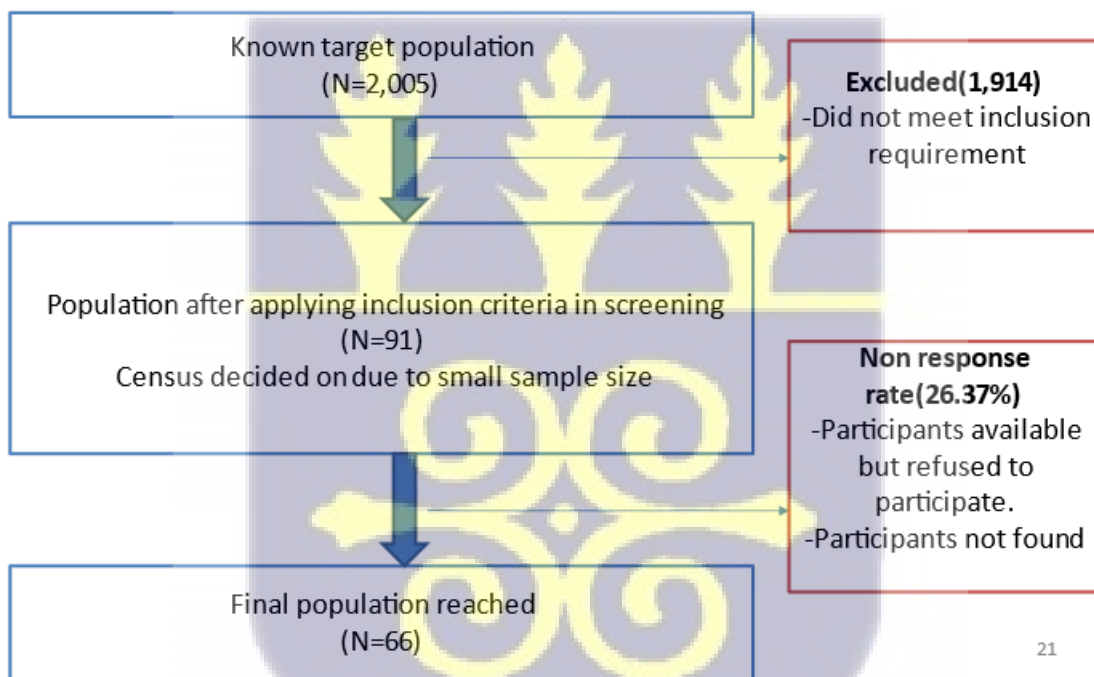 Known target population
(N=2,005)
Excluded(1,914)
-Did not meet inclusion
requirement
Population after applying inclusion criteria in screening
(N=91)
Census decided on due to small sample size
Non response
rate(26.37%)
-Participants available
but refused to
participate.
-Participants not found
Final population reached
(N=66)
21